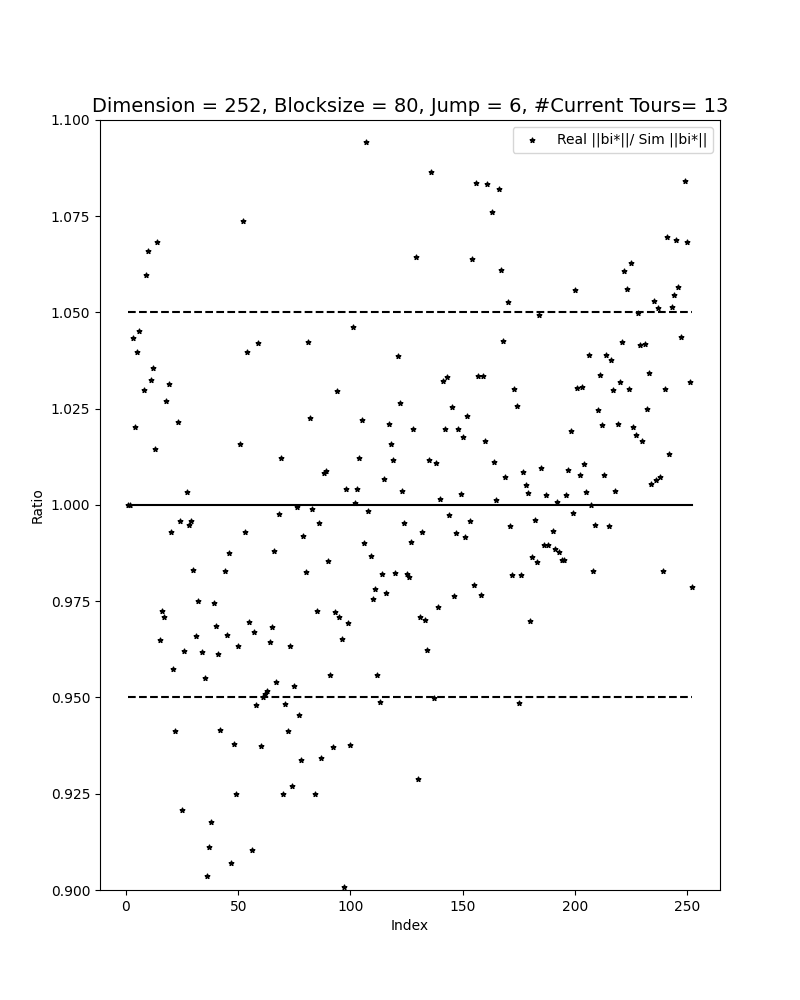 Dimension = 252, Blocksize = 80, Jump = 6, #Current Tours= 13
Real ||bi*||/ Sim ||bi*||
1.100
1.075
1.050
1.025
1.000
0.975
0.950
0.925
0.900
Ratio
0 50 100 150 200 250
Index